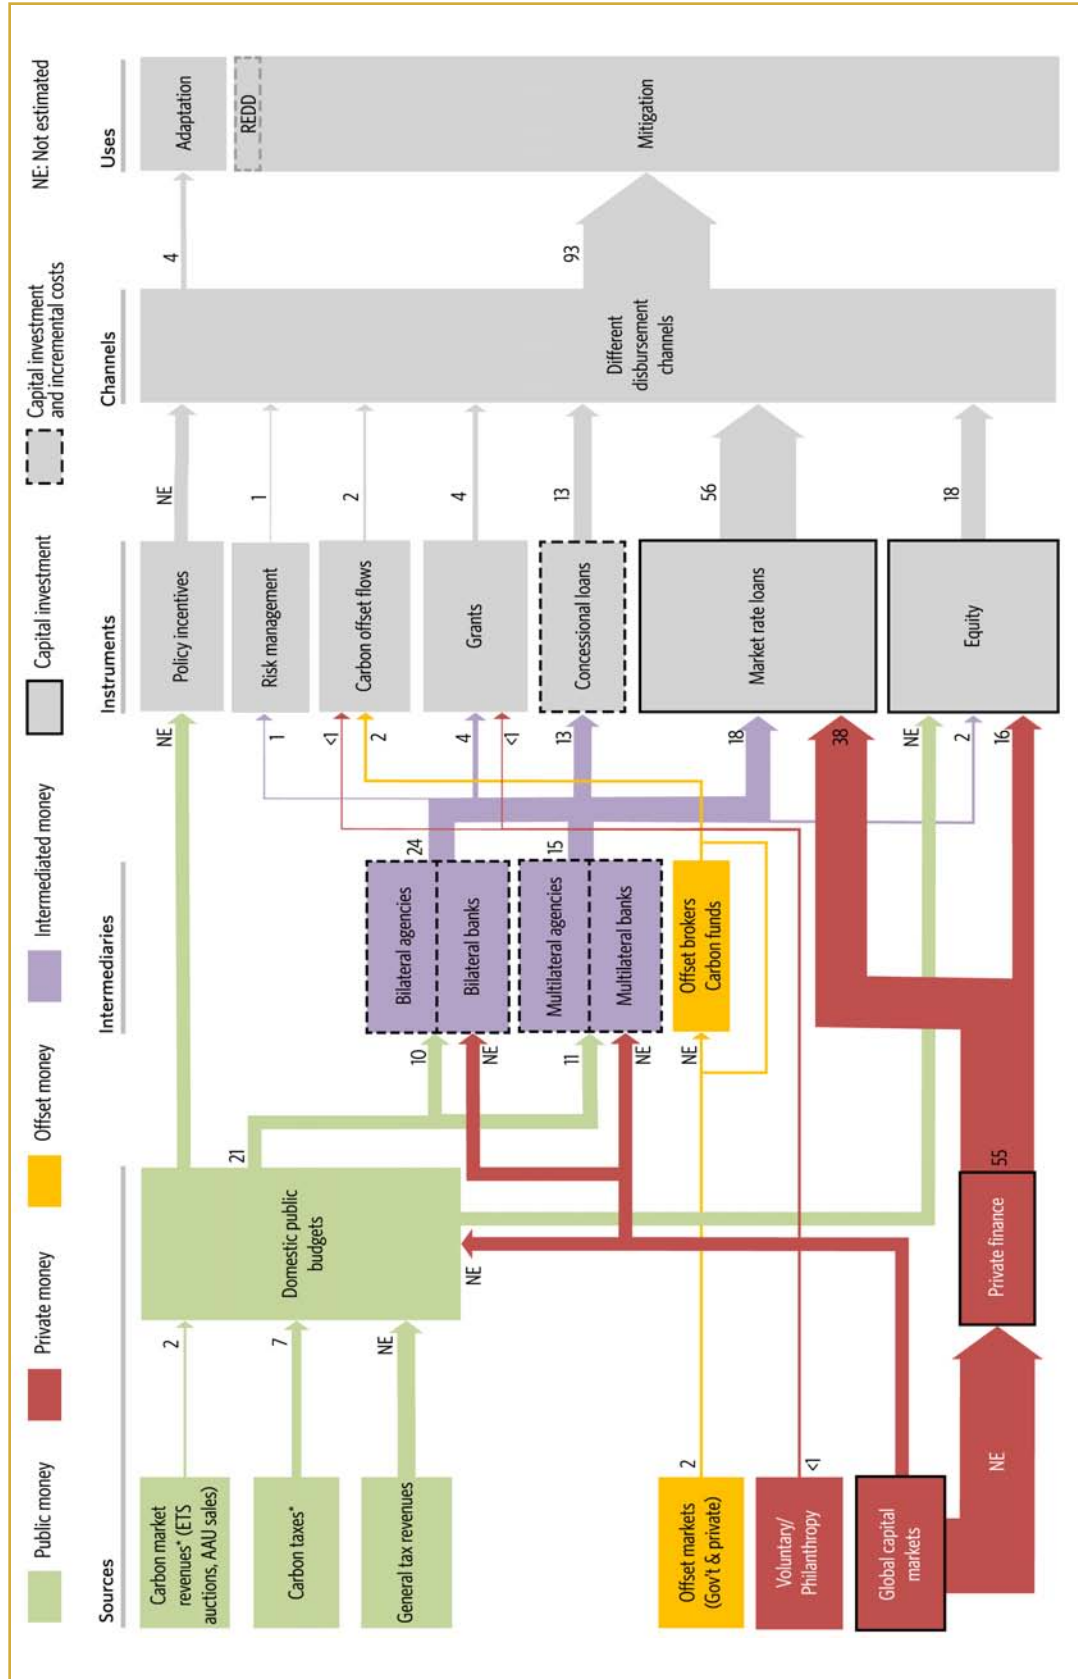 Public money
Private money
Offset money
Intermediated money
Capital investment
Capital investment
and incremental costs
NE: Not estimated
Sources
Intermediaries
Instruments
Channels
Uses
Carbon market
revenues* (ETS
auctions, AAU sales)
Carbon taxes*
General tax revenues
Offset markets
(Gov't & private)
Voluntary/
Philanthropy
Global capital
markets
2
7
NE
2
<1
NE
Domestic public
budgets
NE
Private finance
55
21
10
NE
11
NE
NE
Bilateral agencies
Bilateral banks
Multilateral agencies
Multilateral banks
Offset brokers
Carbon funds
24
15
NE
1
<1
2
4
<1
13
18
38
NE
2
16
Policy incentives
Risk management
Carbon offset flows
Grants
Concessional loans
Market rate loans
Equity
NE
1
2
4
13
56
18
Different
disbursement
channels
4
93
Adaptation
REDD
Mitigation